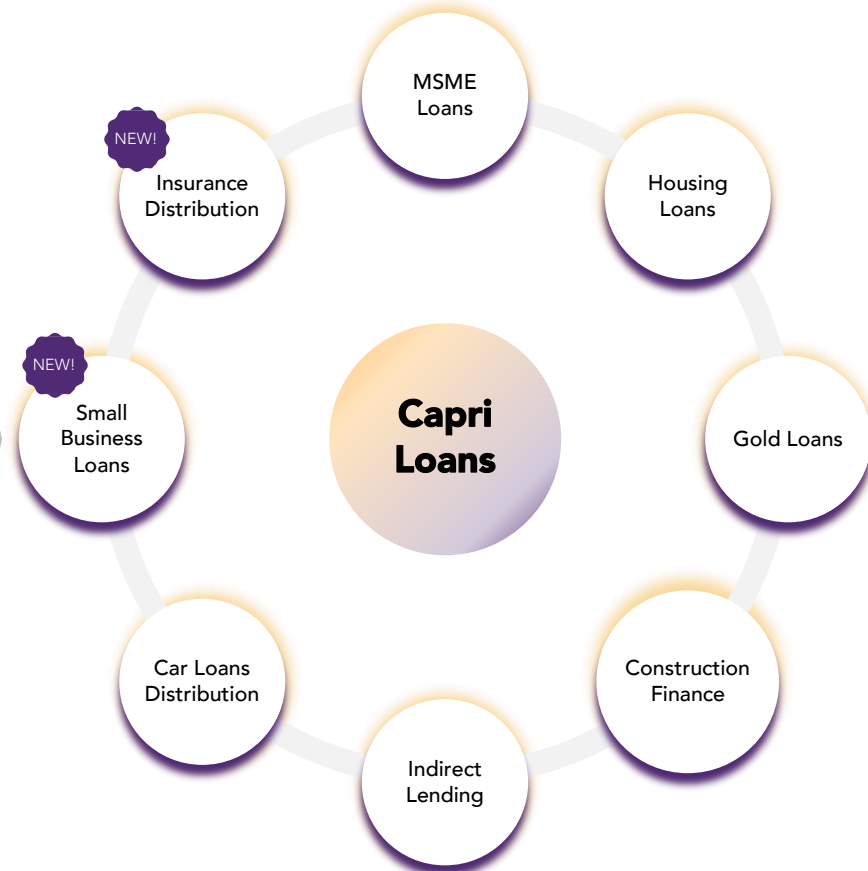 MSME
Loans
NEW!
Insurance
Distribution
Housing
Loans
NEW!
Small
Business
Loans
Capri
Loans
Gold Loans
Car Loans
Distribution
Construction
Finance
Indirect
Lending